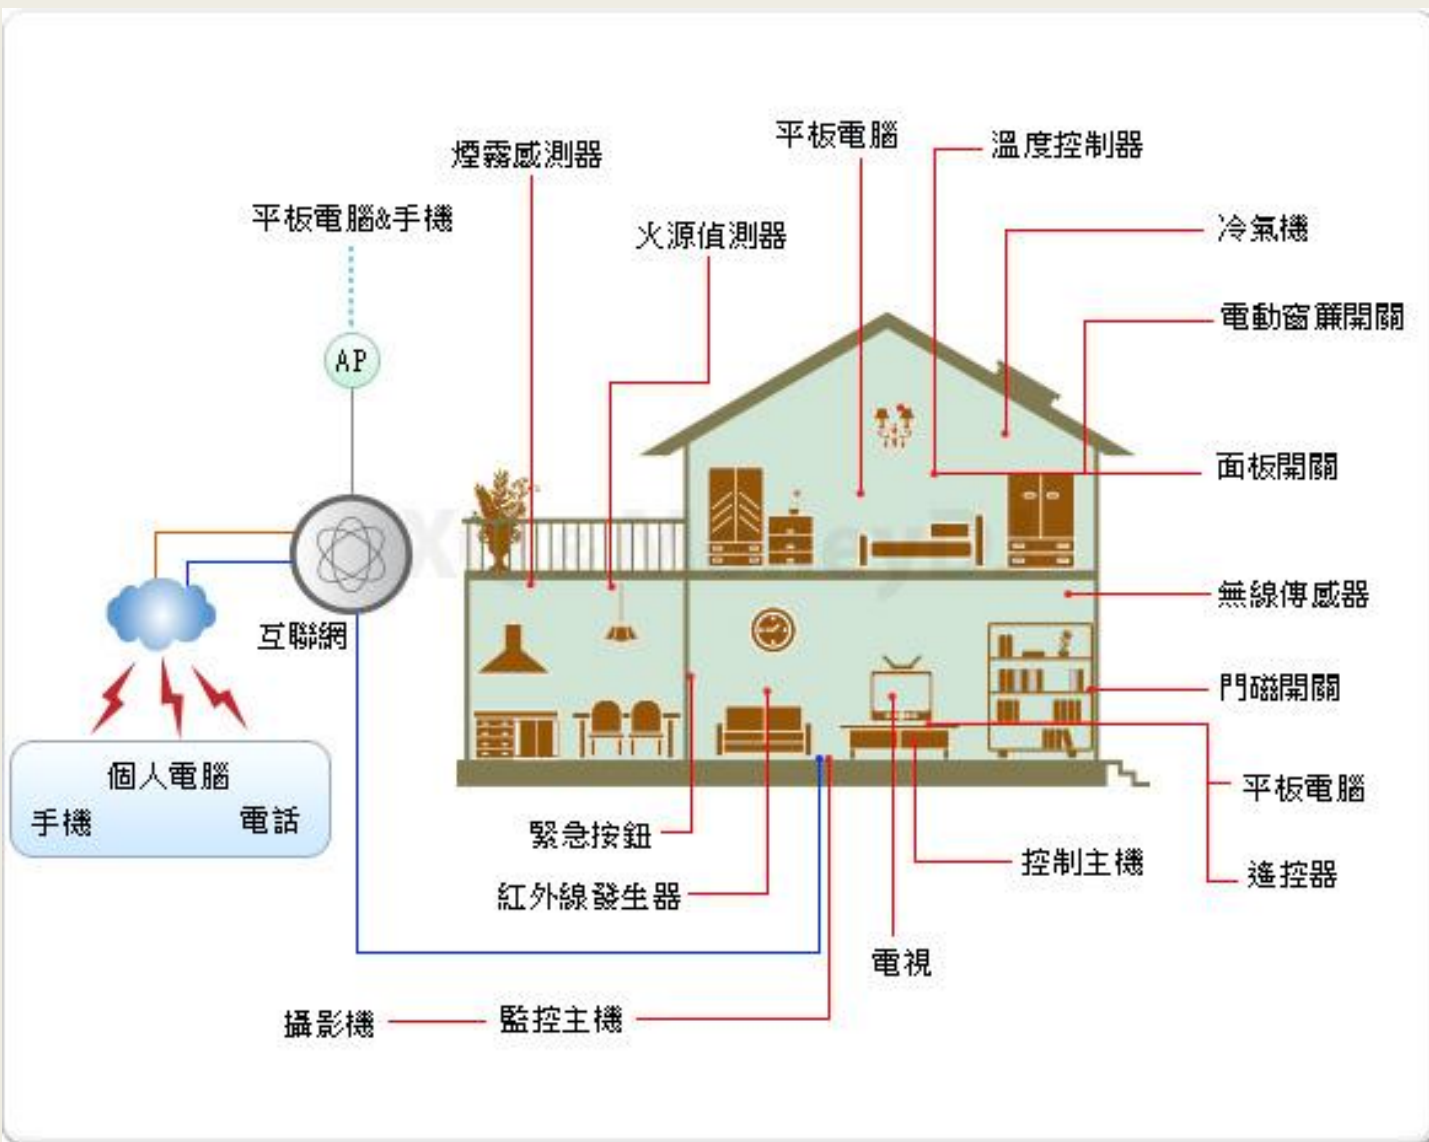 平板電腦
溫度控制器
煙霧感測器
平板電腦&手機
火源偵測器
冷氣機
電動窗簾開關
AP
面板開關
無線傳感器
互聯網
門磁開關
個人電腦
手機
電話
平板電腦
緊急按鈕
控制主機
遙控器
紅外線發生器
電視
攝影機
監控主機